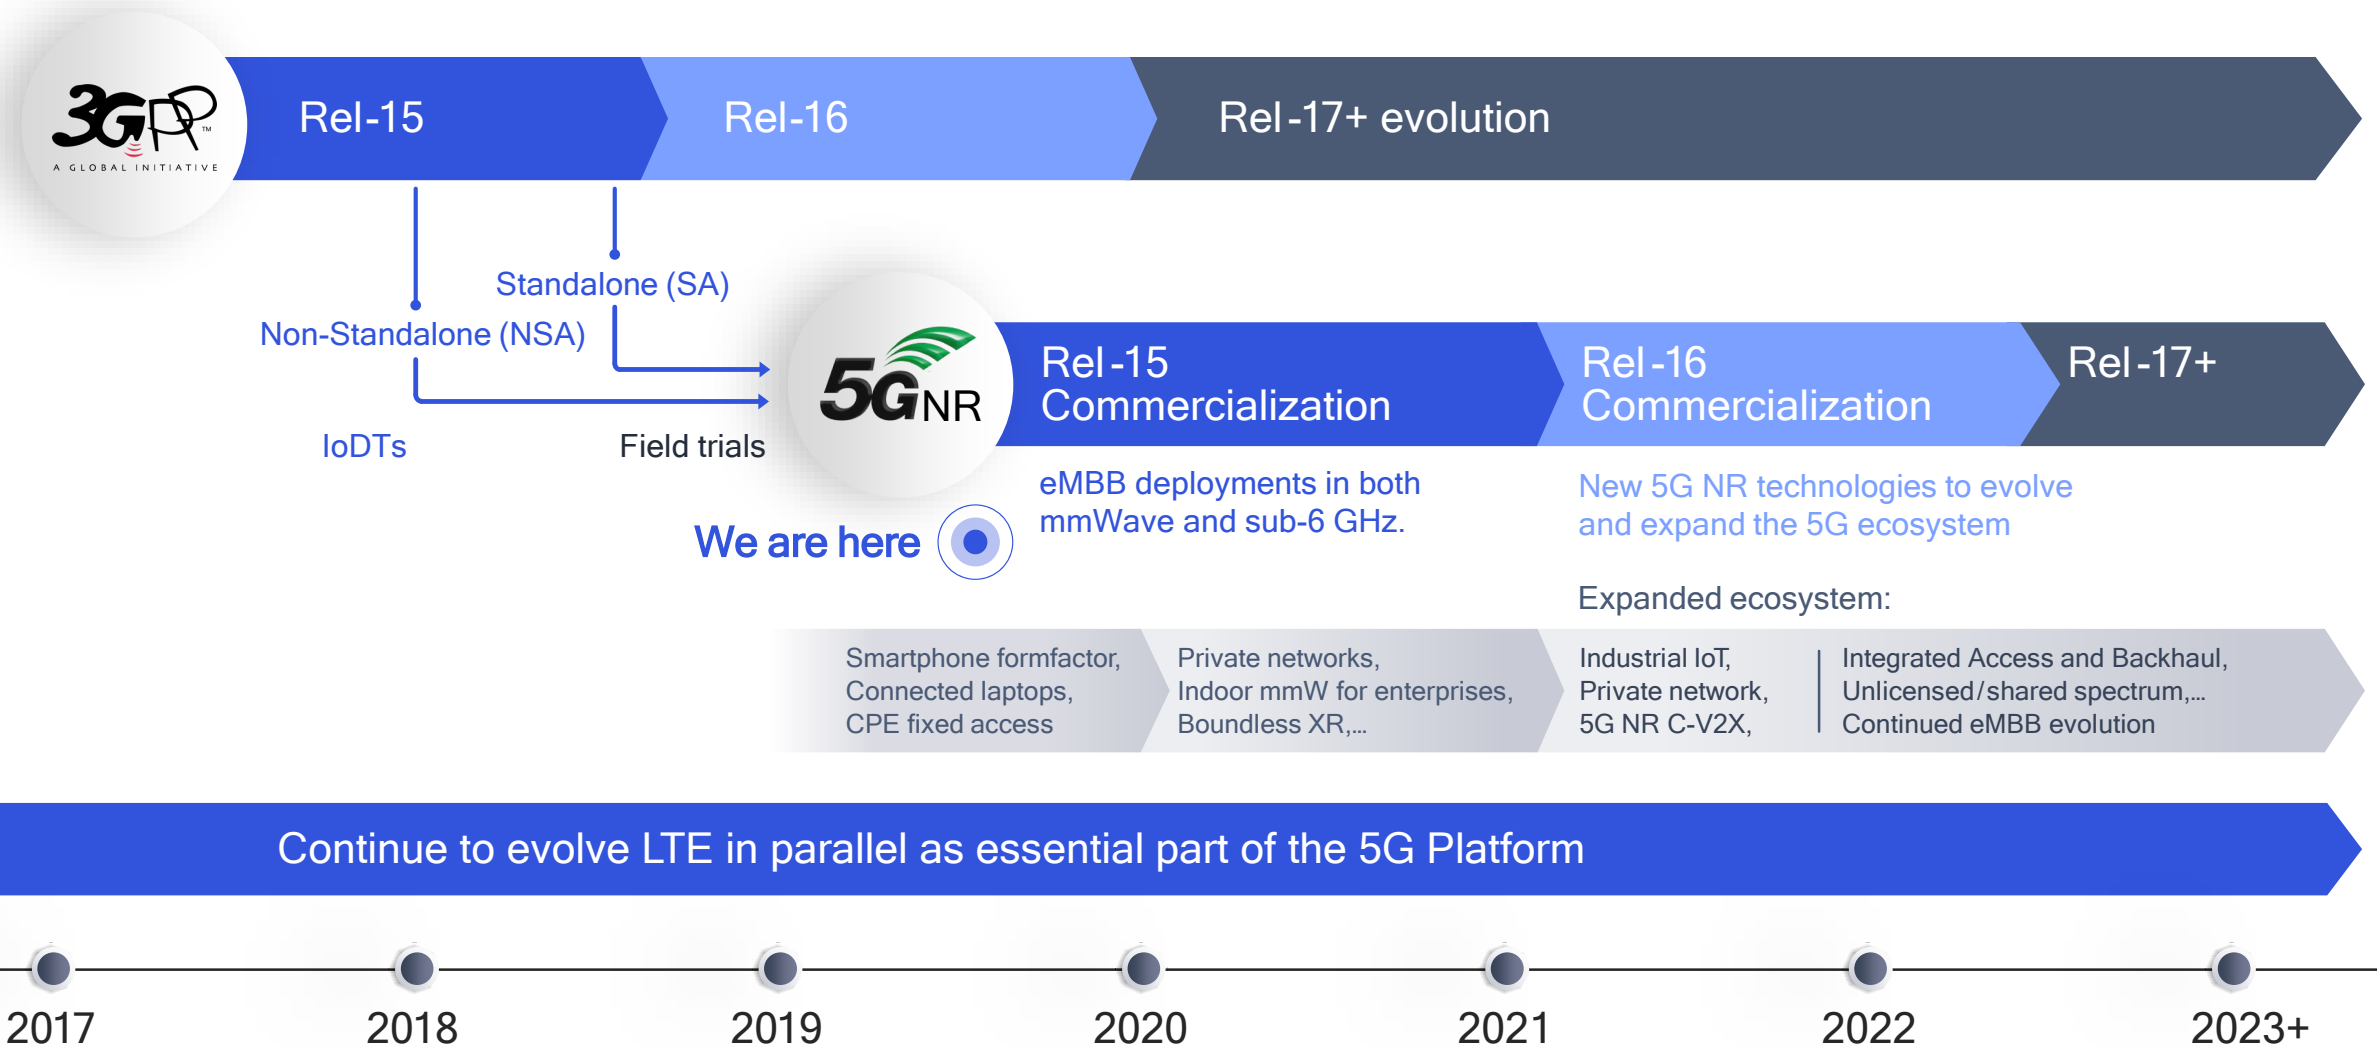 3GPP
TM
A GLOBAL INITIATIVE
Rel-15
Rel-16
Rel-17+ evolution
Standalone (SA)
Non-Standalone (NSA)
IoDTs
Field trials
5G NR
We are here
Rel-15
Commercialization
Rel-16
Commercialization
Rel-17+
eMBB deployments in both
mmWave and sub-6 GHz.
New 5G NR technologies to evolve
and expand the 5G ecosystem
Expanded ecosystem:
Smartphone formfactor,
Connected laptops,
CPE fixed access
Private networks,
Indoor mmW for enterprises,
Boundless XR,...
Industrial IoT,
Private network,
5G NR C-V2X,
Integrated Access and Backhaul,
Unlicensed/shared spectrum,...
Continued eMBB evolution
Continue to evolve LTE in parallel as essential part of the 5G Platform
2017
2018
2019
2020
2021
2022
2023+